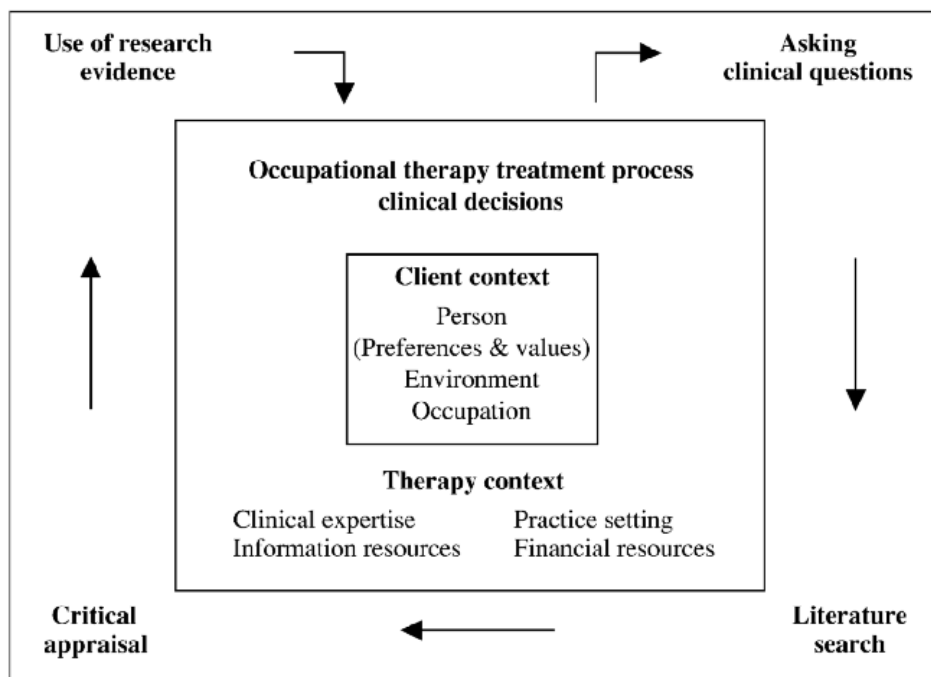 Use of research
evidence
Asking
clinical questions
Occupational therapy treatment process
clinical decisions
Client context
Person
(Preferences & values)
Environment
Occupation
Therapy context
Clinical expertise
Practice setting
Information resources
Financial resources
Critical
appraisal
Literature
search